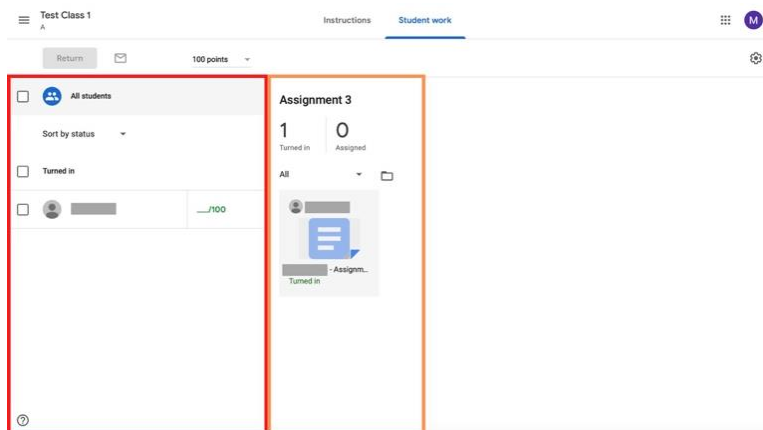 Test Class 1
A
Instructions
Student work
M
Return
100 points
All students
Sort by status
Turned in
__/100
Assignment 3
1
0
Turned in
Assigned
All
- Assignm...
Turned in